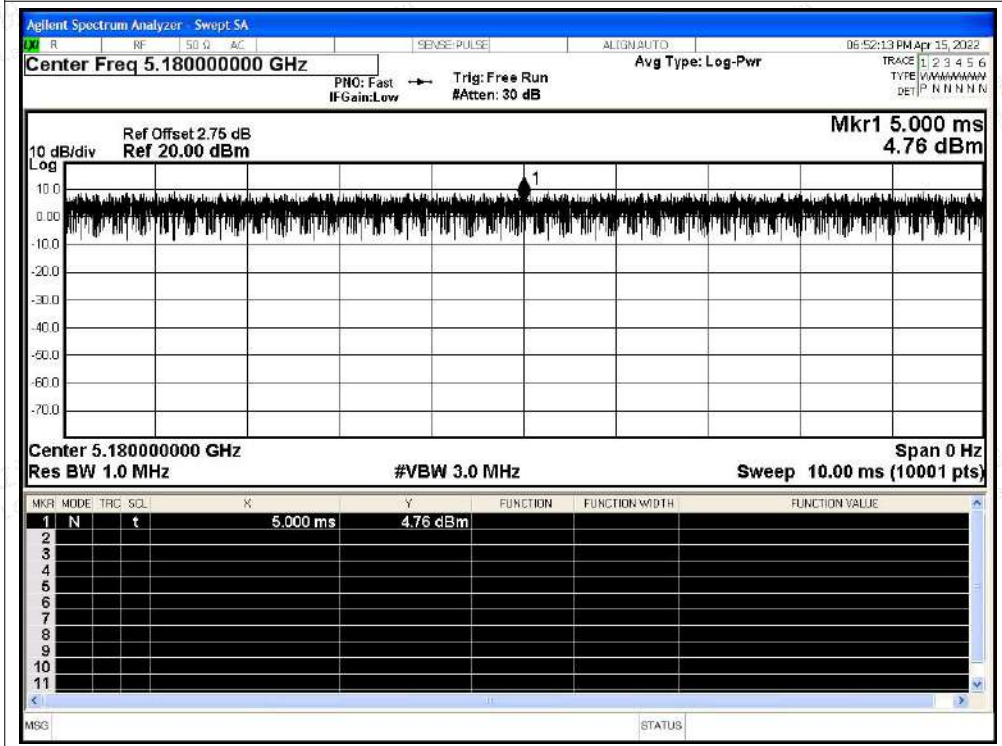 Agilent Spectrum Analyzer - Swept SA
LXI R RF 50 Ω AC SENSE:PULSE ALIGN AUTO 06:52:13 PM Apr 15, 2022
Center Freq 5.180000000 GHz Avg Type: Log-Pwr TRACE 1 2 3 4 5 6
PNO: Fast Trig: Free Run TYPE
IFGain:Low #Atten: 30 dB DET P N N N N N
Mkr1 5.000 ms
Ref Offset 2.75 dB
10 dB/div Ref 20.00 dBm 4.76 dBm
Log
1
10.0
0.00
-10.0
-20.0
-30.0
-40.0
-50.0
-60.0
-70.0
Center 5.180000000 GHz Span 0 Hz
Res BW 1.0 MHz #VBW 3.0 MHz Sweep 10.00 ms (10001 pts)
MKR MODE TRC SCL X Y FUNCTION FUNCTION WIDTH FUNCTION VALUE
1 N t 5.000 ms 4.76 dBm
2
3
4
5
6
7
8
9
10
11
MSG STATUS